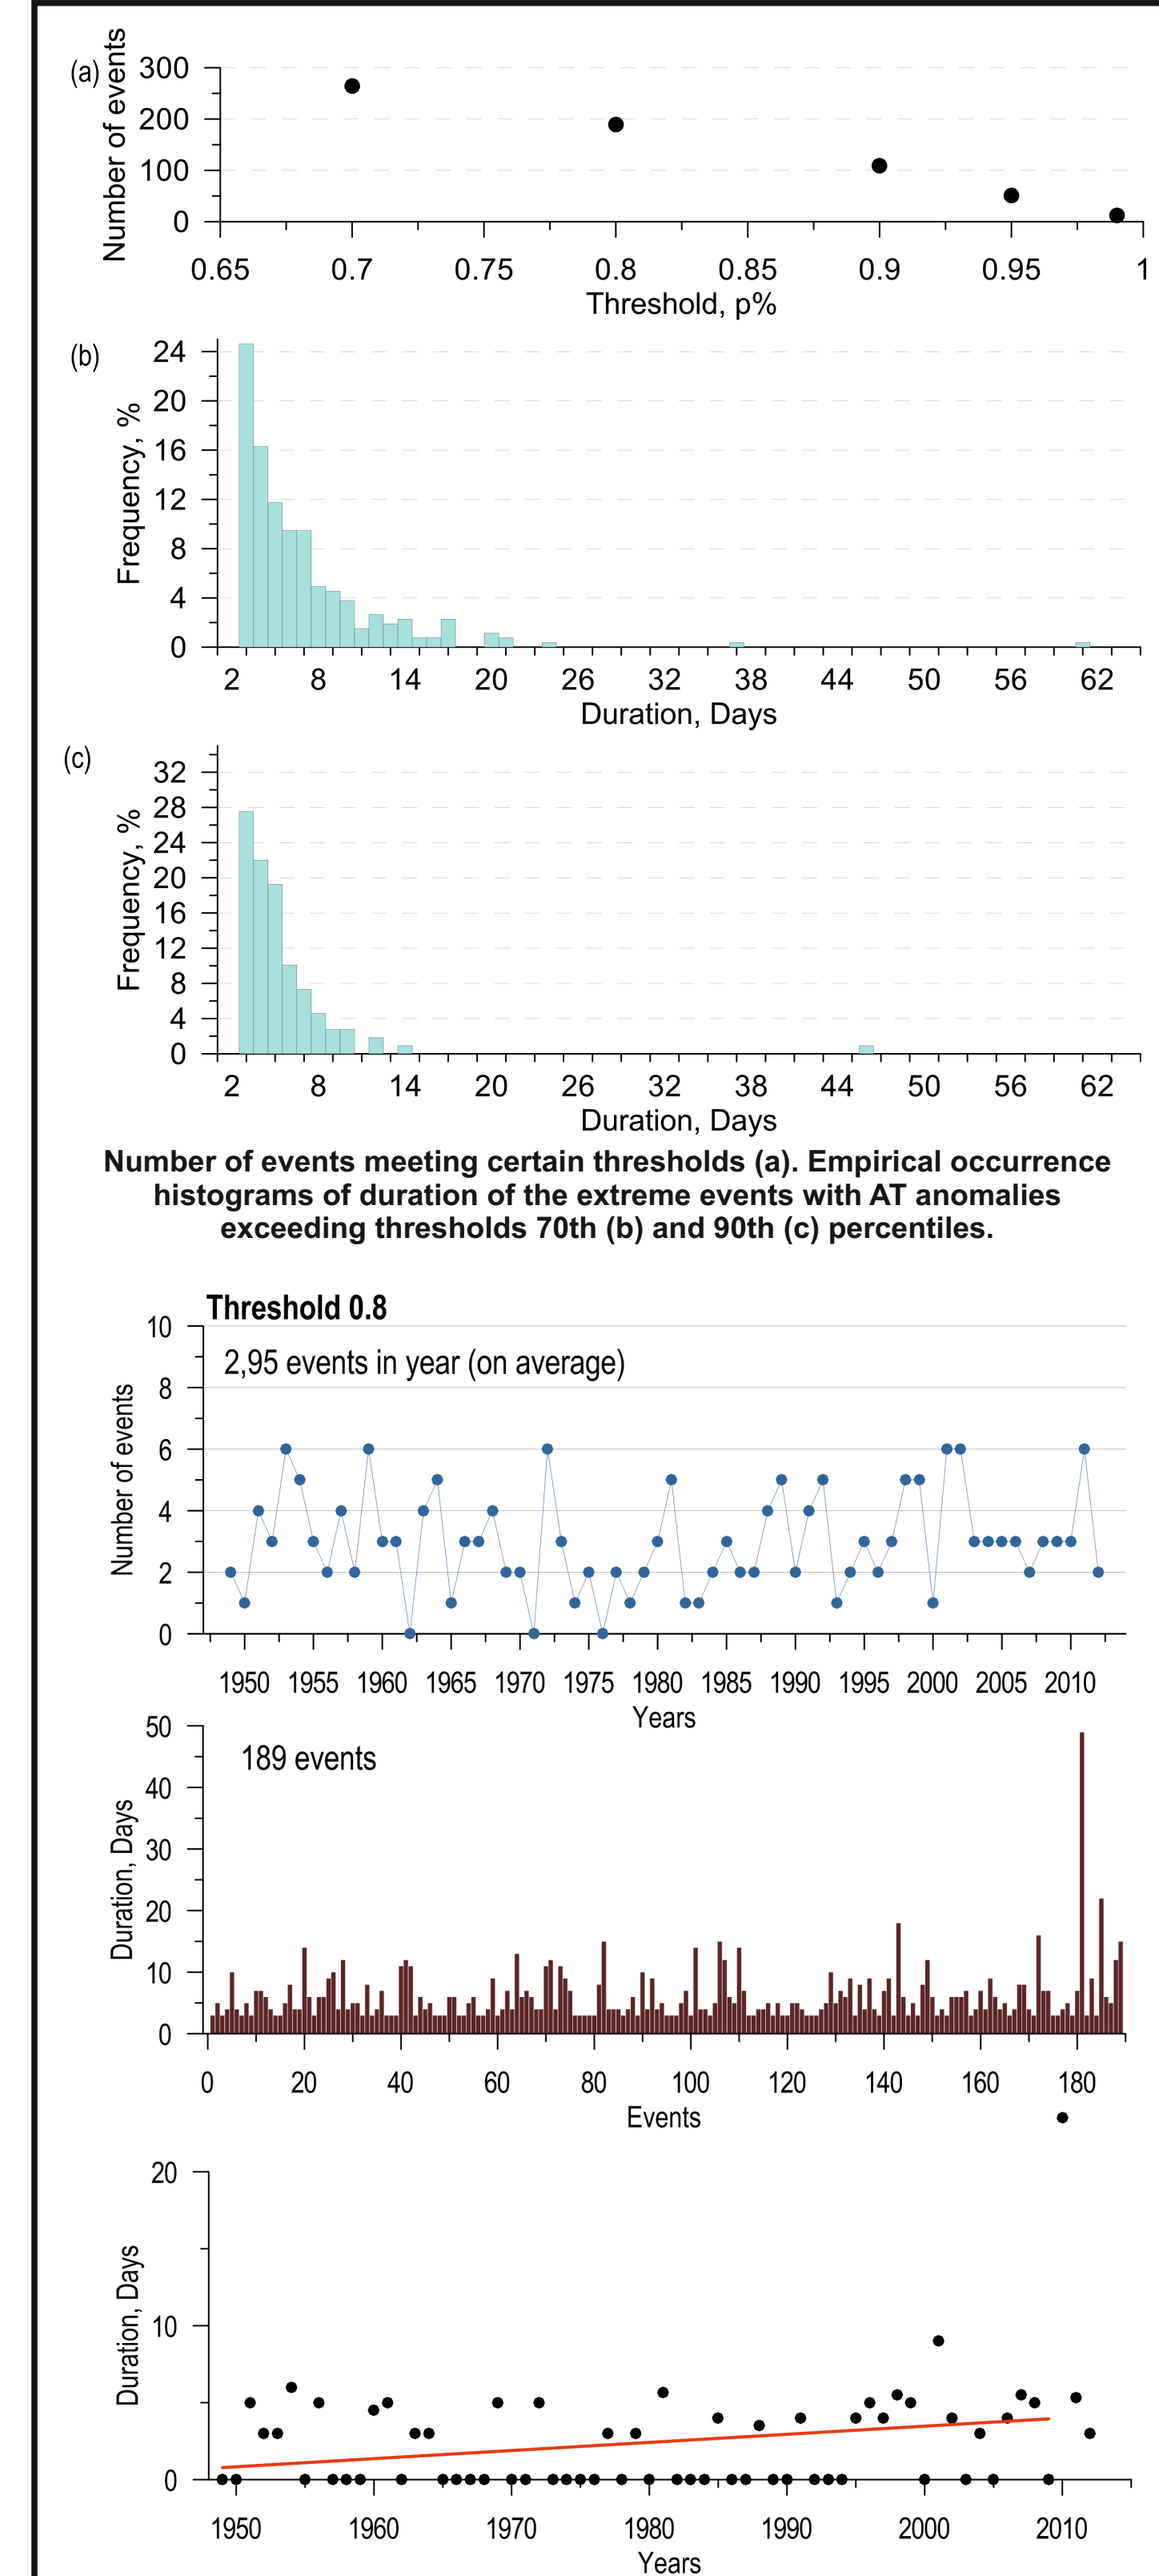 (a)
Number of events
300
200
100
0
0.65 0.7 0.75 0.8 0.85 0.9 0.95 1
Threshold, p%
(b)
Frequency, %
24
20
16
12
8
4
0
2 8 14 20 26 32 38 44 50 56 62
Duration, Days
(c)
Frequency, %
32
28
24
20
16
12
8
4
0
2 8 14 20 26 32 38 44 50 56 62
Duration, Days
Number of events meeting certain thresholds (a). Empirical occurrence
histograms of duration of the extreme events with AT anomalies
exceeding thresholds 70th (b) and 90th (c) percentiles.
Threshold 0.8
2,95 events in year (on average)
Number of events
10
8
6
4
2
0
1950 1955 1960 1965 1970 1975 1980 1985 1990 1995 2000 2005 2010
Years
189 events
Duration, Days
50
40
30
20
10
0
0 20 40 60 80 100 120 140 160 180
Events
Duration, Days
20
10
0
1950 1960 1970 1980 1990 2000 2010
Years